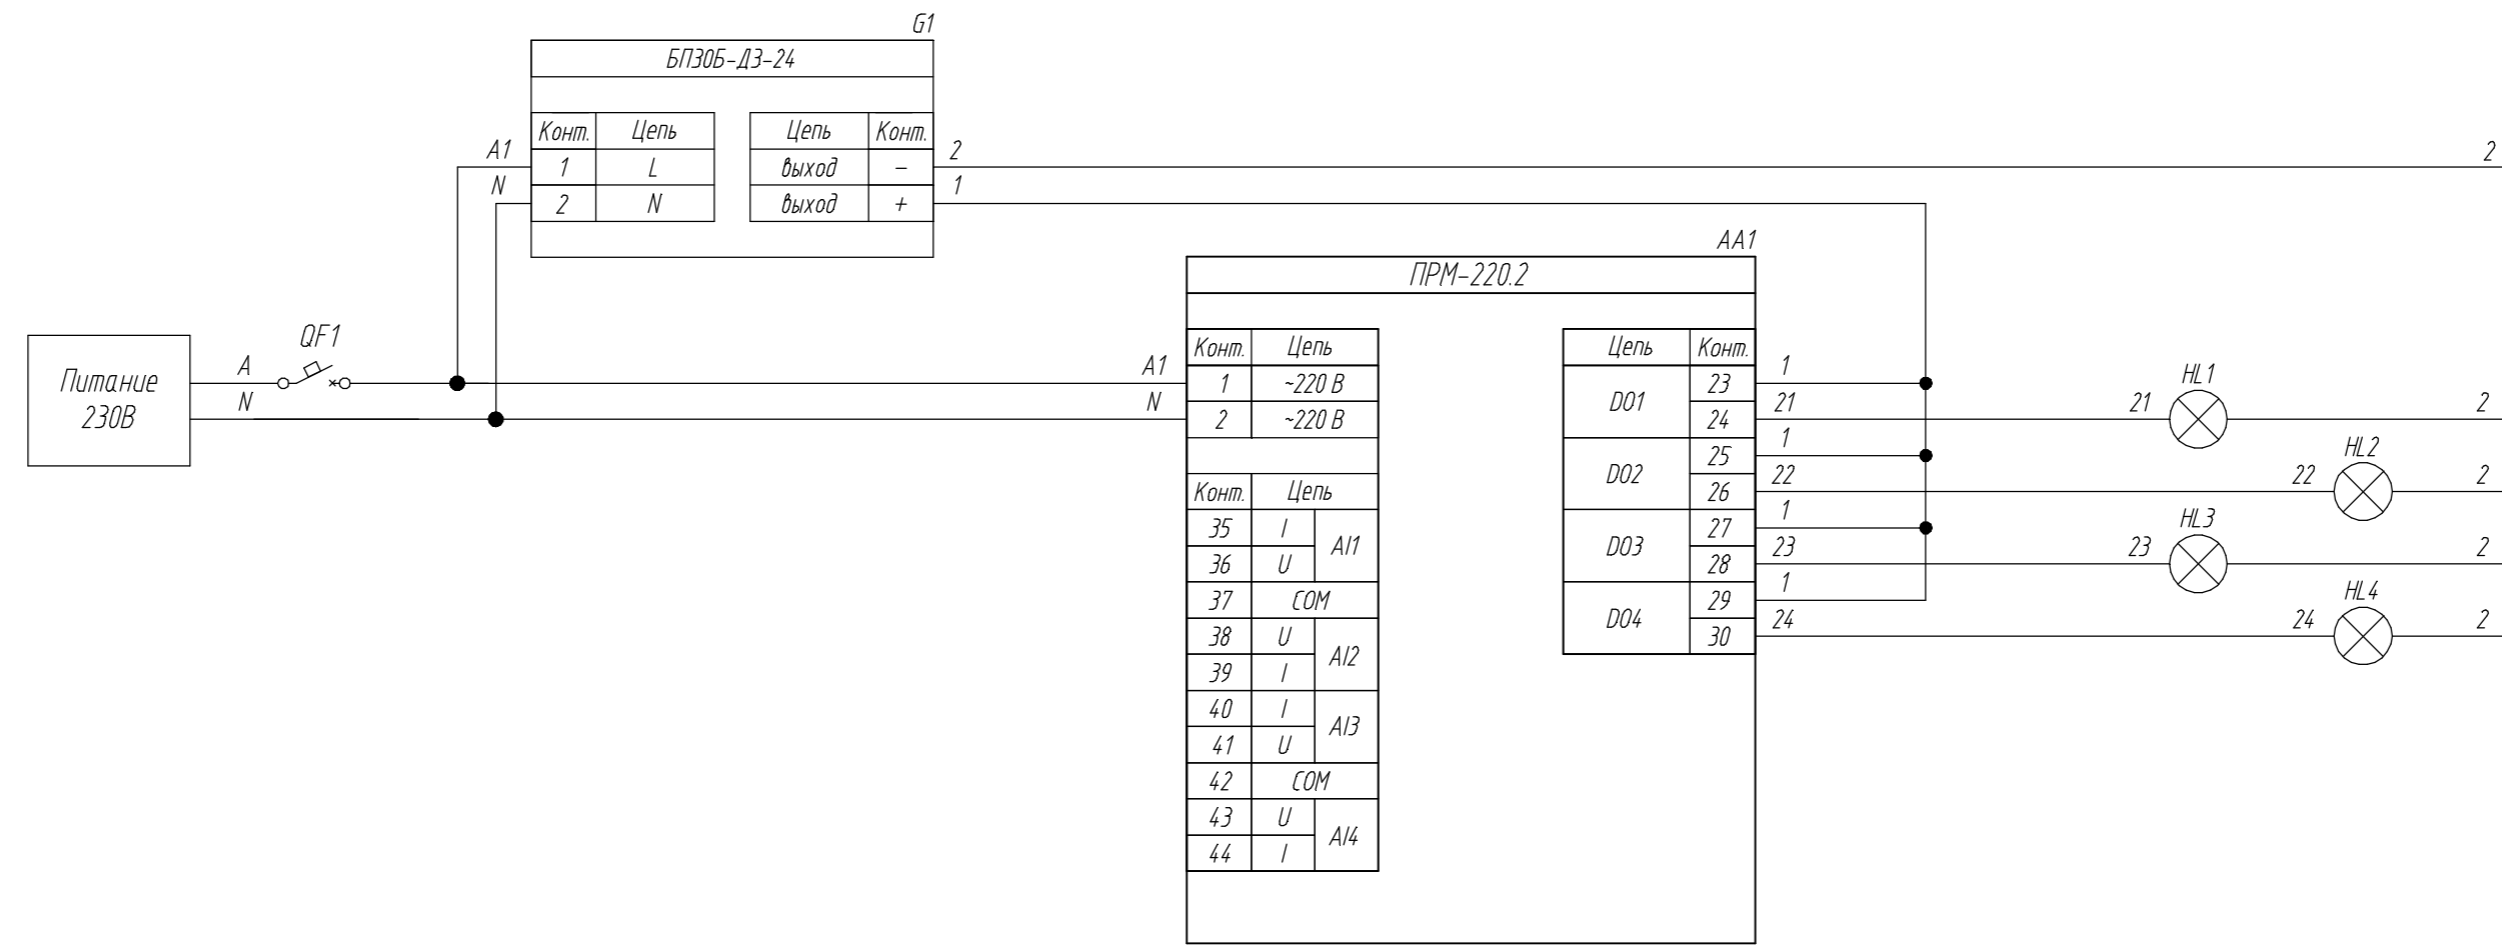 G1
БП30Б-Д3-24
Конт. Цепь Цепь Конт.
A1 1 L выход – 2 2
N 2 N выход + 1
AA1
ПРМ-220.2
QF1
Питание
230В
A
N
A1
N
Конт. Цепь
1 ~220 В
2 ~220 В
Конт. Цепь
35 I AI1
36 U
37 COM
38 U AI2
39 I
40 I AI3
41 U
42 COM
43 U AI4
44 I
Цепь Конт.
DO1 23 1
24 21 21 HL1 2
DO2 25 1
26 22 22 HL2 2
DO3 27 1
28 23 23 HL3 2
DO4 29 1
30 24 24 HL4 2